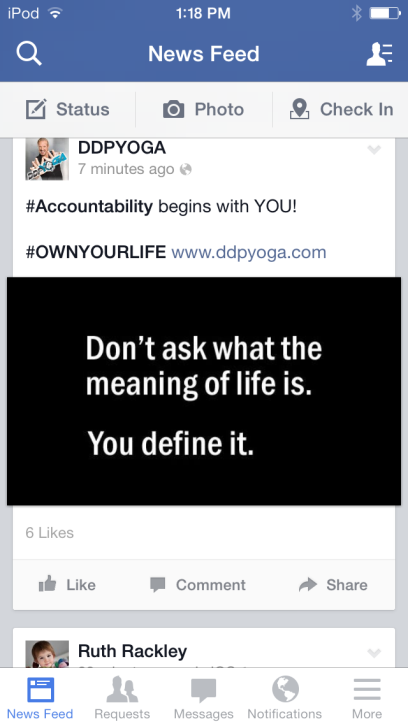 iPod 1:18 PM
News Feed
Status Photo Check In
DDPYOGA
7 minutes ago
#Accountability begins with YOU!
#OWNYOURLIFE www.ddpyoga.com
Don't ask what the
meaning of life is.
You define it.
6 Likes
Like Comment Share
Ruth Rackley
News Feed Requests Messages Notifications More